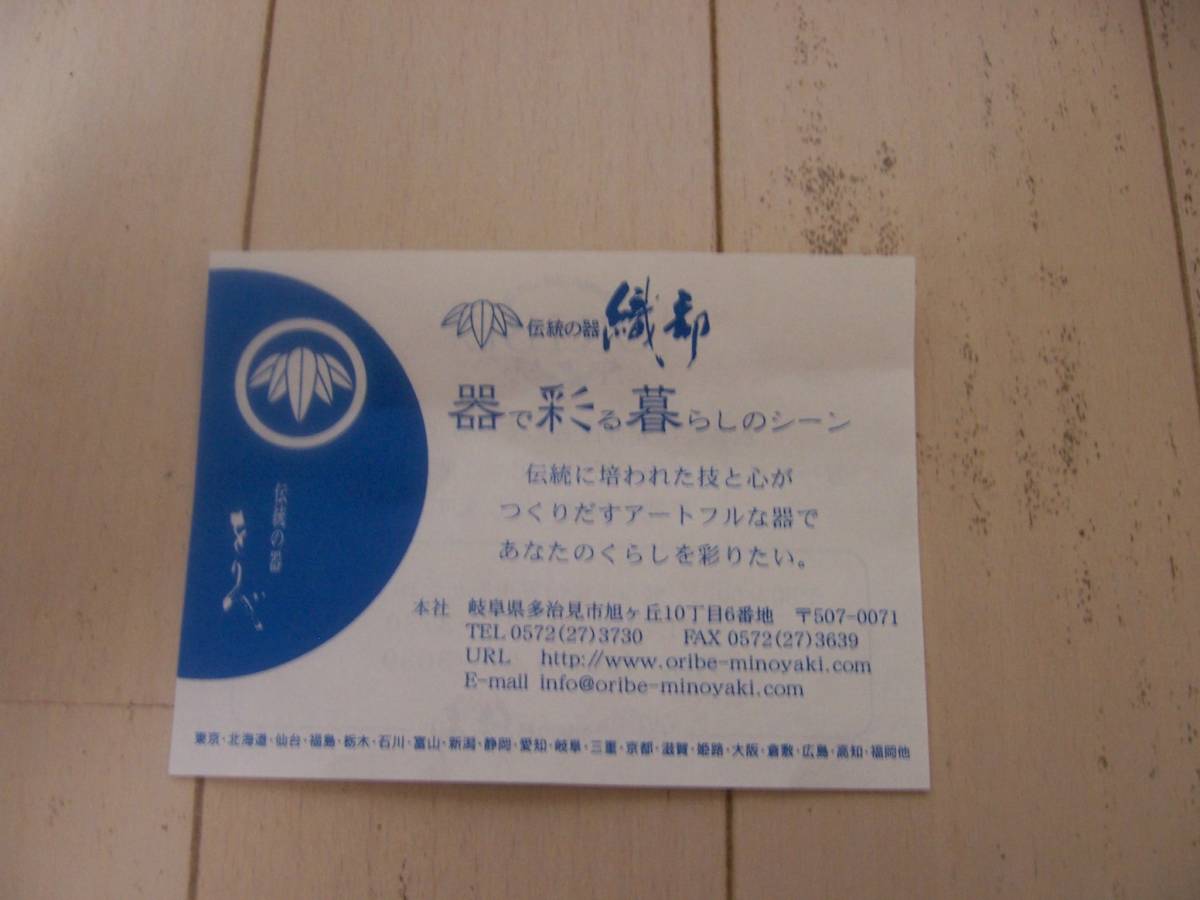 伝統の器 織部
器で彩る暮らしのシーン
伝統に培われた技と心が
つくりだすアートフルな器で
あなたのくらしを彩りたい。
伝統の器
をりべ
本社 岐阜県多治見市旭ヶ丘10丁目6番地 〒507-0071
TEL 0572(27)3730 FAX 0572(27)3639
URL http://www.oribe-minoyaki.com
E-mail info@oribe-minoyaki.com
東京・北海道・仙台・福島・栃木・石川・富山・新潟・静岡・愛知・岐阜・三重・京都・滋賀・姫路・大阪・倉敷・広島・高知・福岡他